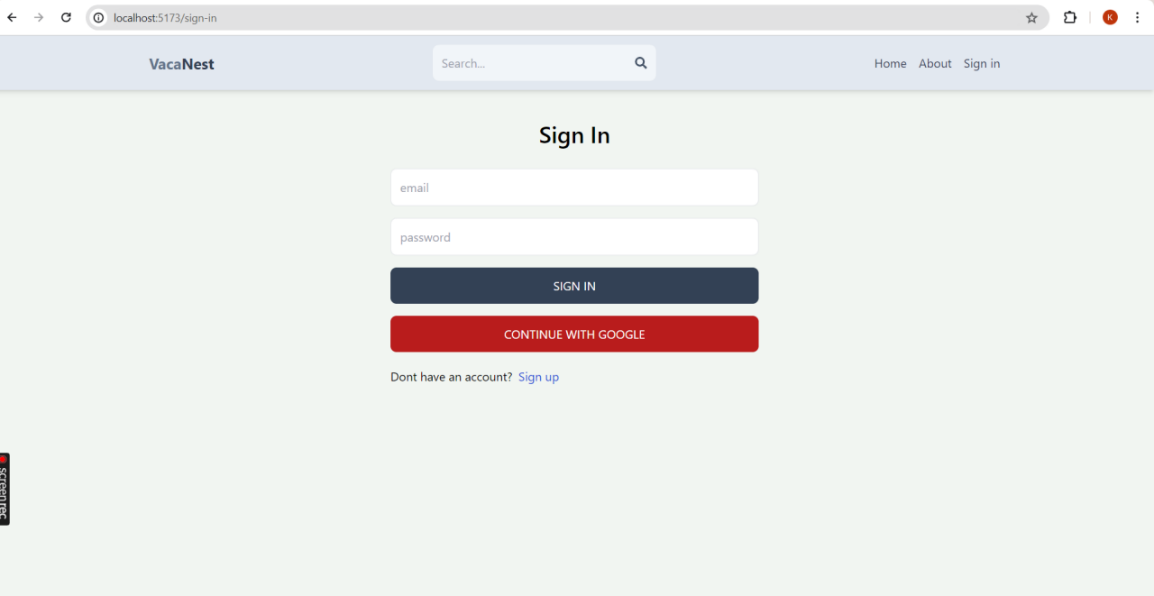 localhost:5173/sign-in
K
VacaNest
Search...
Home About Sign in
Sign In
email
password
SIGN IN
CONTINUE WITH GOOGLE
Dont have an account? Sign up
screenrec